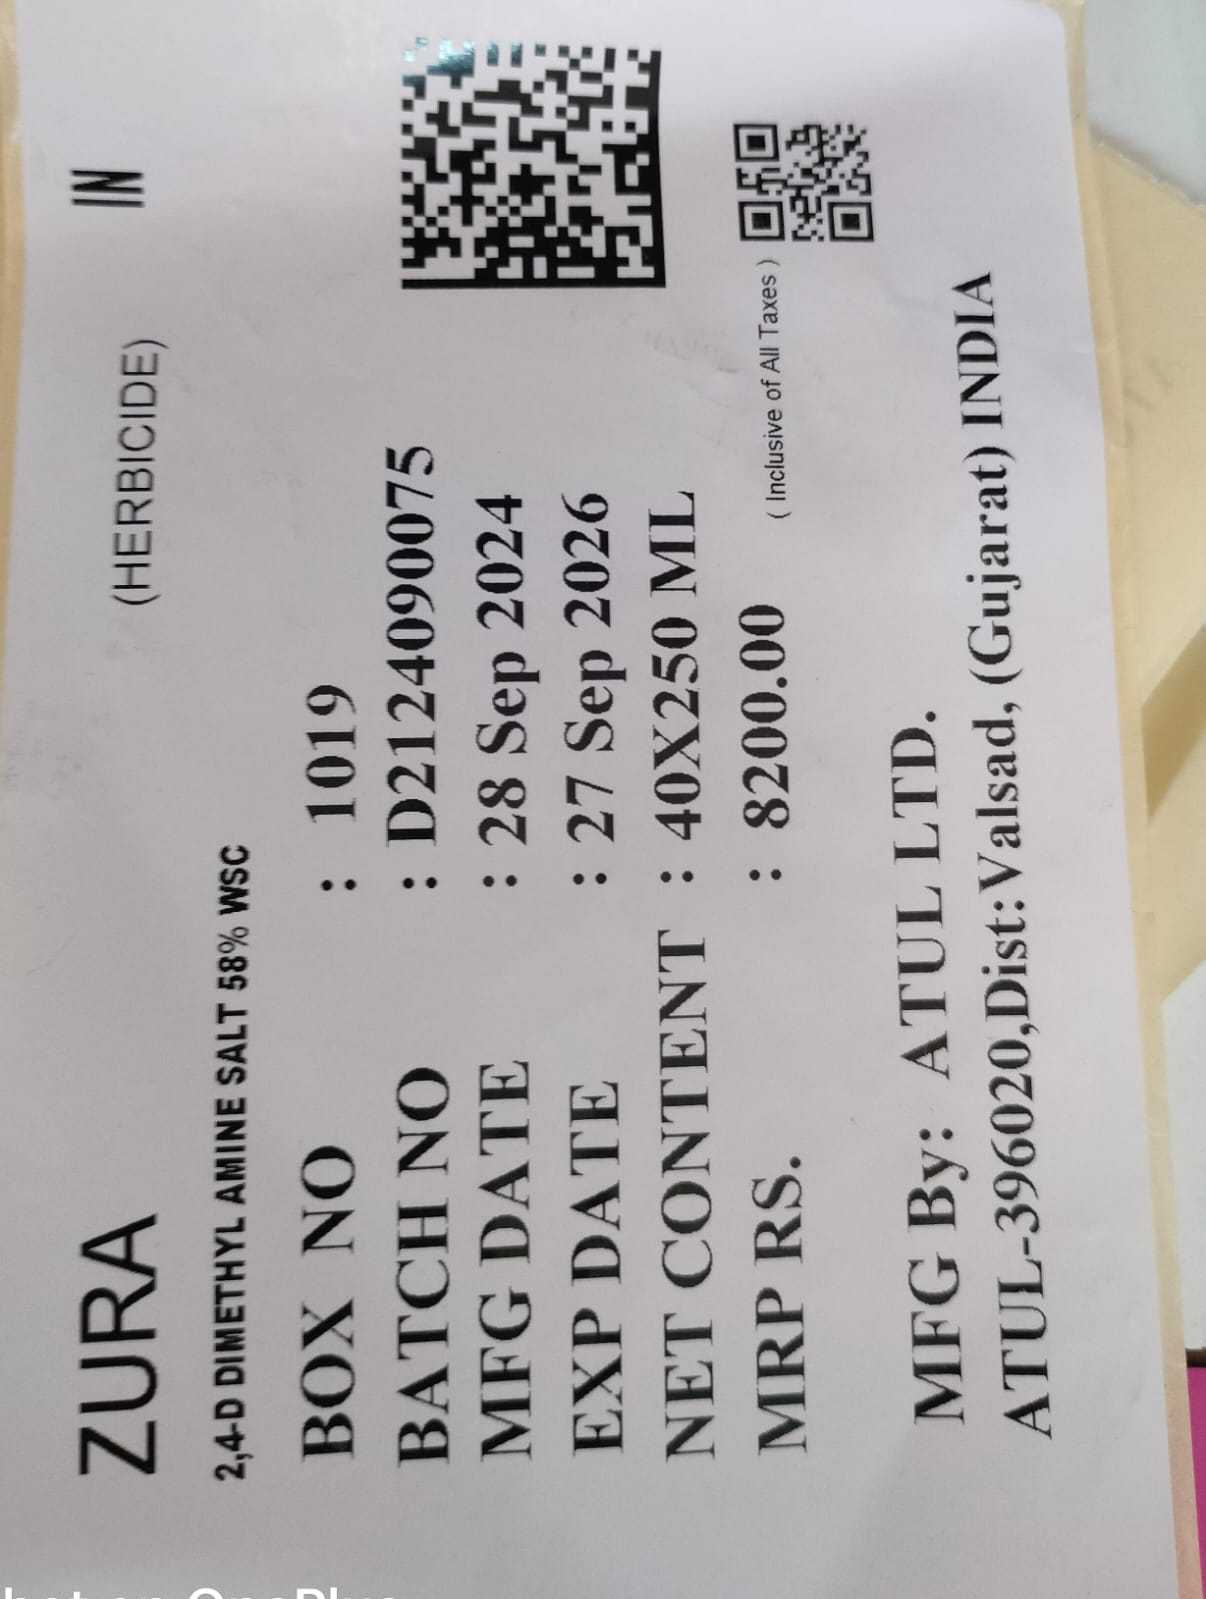 ZURA (HERBICIDE) IN
2,4-D DIMETHYL AMINE SALT 58% WSC
BOX NO : 1019
BATCH NO : D2124090075
MFG DATE : 28 Sep 2024
EXP DATE : 27 Sep 2026
NET CONTENT : 40X250 ML
MRP RS. : 8200.00 ( Inclusive of All Taxes )
MFG By: ATUL LTD.
ATUL-396020,Dist:Valsad, (Gujarat) INDIA